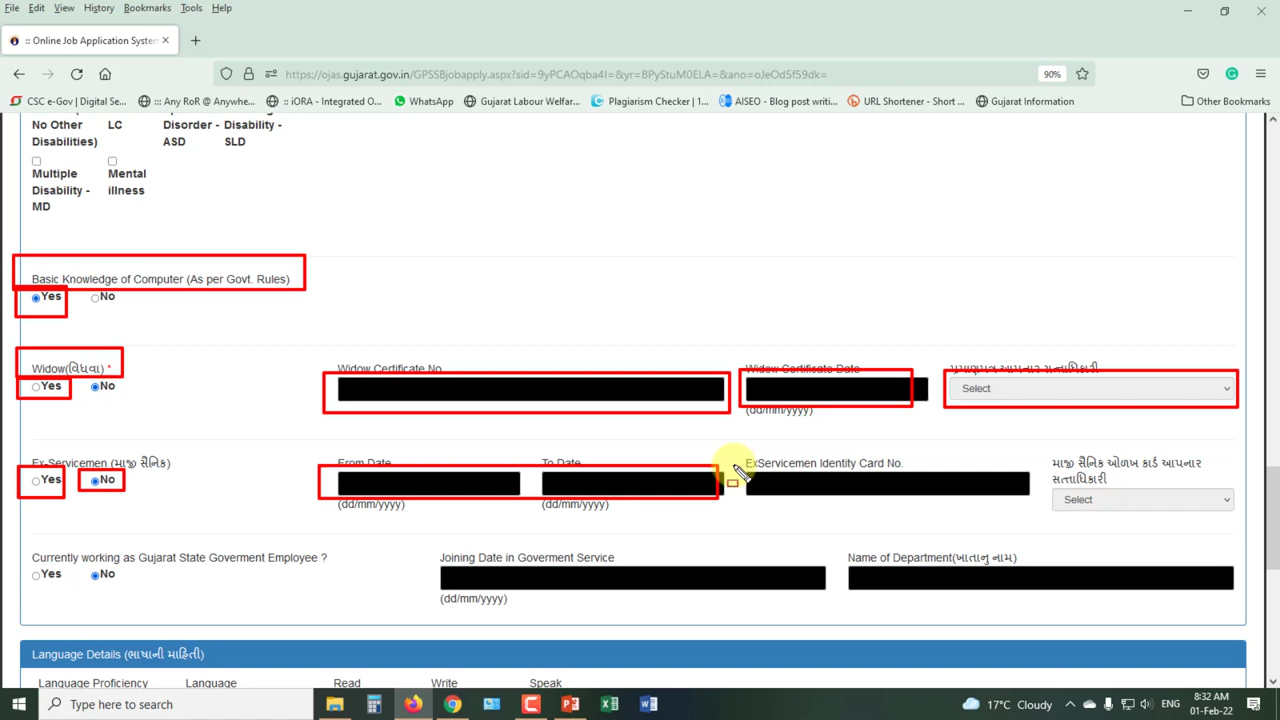 File Edit View History Bookmarks Tools Help
:: Online Job Application System
https://ojas.gujarat.gov.in/GPSSBjobapply.aspx?sid=9yPCAOqba4I=&yr=BPyStuM0ELA=&ano=oJeOd5f59dk=
90%
CSC e-Gov | Digital Se... :: Any RoR @ Anywhe... :: iORA - Integrated O... WhatsApp Gujarat Labour Welfar... Plagiarism Checker | 1... AISEO - Blog post writi... URL Shortener - Short ... Gujarat Information Other Bookmarks
No Other LC Disorder - Disability -
Disabilities) ASD SLD
Multiple Mental
Disability - illness
MD
Basic Knowledge of Computer (As per Govt. Rules)
Yes No
Widow(વિધવા) * Widow Certificate No. Widow Certificate Date પ્રમાણપત્ર આપનાર સત્તાધિકારી
Yes No Select
(dd/mm/yyyy)
Ex-Servicemen (માજી સૈનિક) From Date To Date ExServicemen Identity Card No. માજી સૈનિક ઓળખ કાર્ડ આપનાર
સત્તાધિકારી
Yes No
(dd/mm/yyyy) (dd/mm/yyyy) Select
Currently working as Gujarat State Goverment Employee ? Joining Date in Goverment Service Name of Department(ખાતાનુ નામ)
Yes No
(dd/mm/yyyy)
Language Details (ભાષાની માહિતી)
Language Proficiency Language Read Write Speak
Type here to search 17°C Cloudy ENG 8:32 AM
01-Feb-22